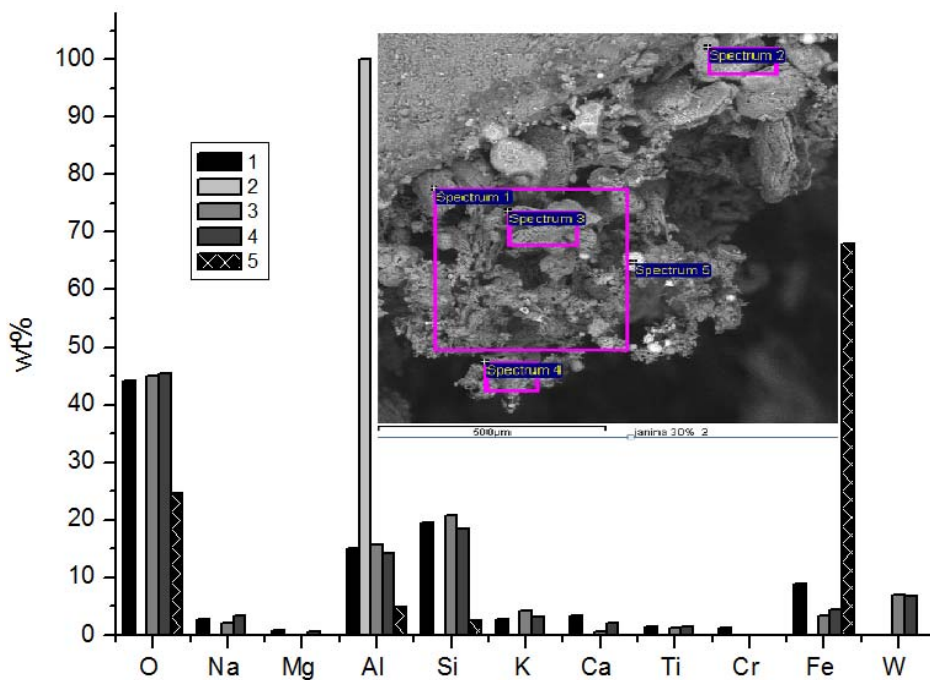 100
90
80
70
60
50
40
30
20
10
0
wt%
1
2
3
4
5
Spectrum 2
Spectrum 1
Spectrum 3
Spectrum 5
Spectrum 4
500µm
janina 30% 2
O Na Mg Al Si K Ca Ti Cr Fe W